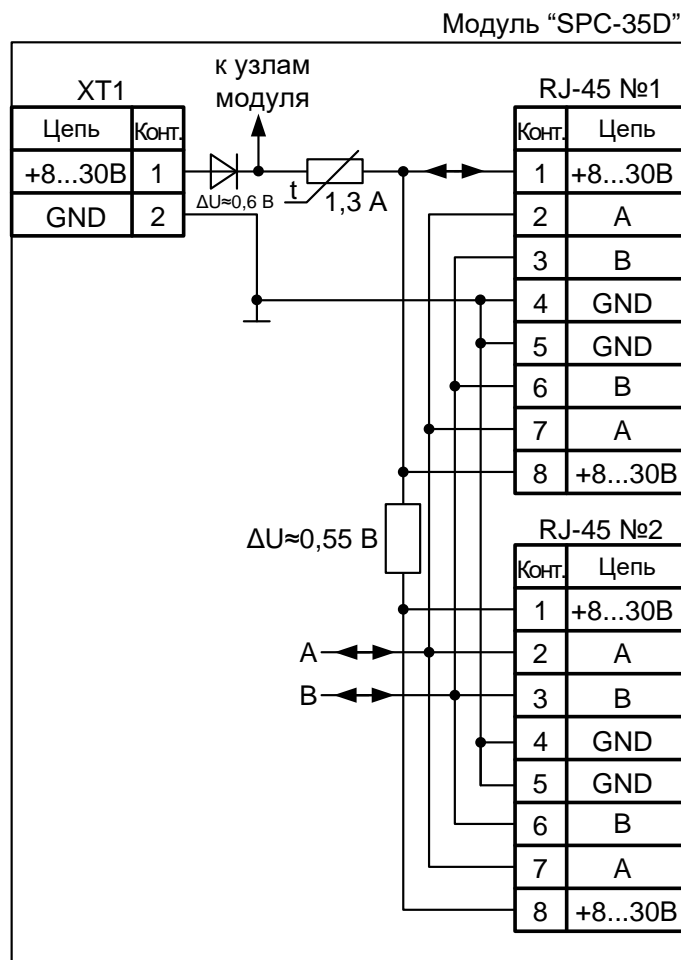 Модуль “SPC-35D”
XT1
Цепь Конт.
+8...30В 1
GND 2
к узлам
модуля
ΔU≈0,6 В
t
1,3 А
RJ-45 №1
Конт. Цепь
1 +8...30В
2 A
3 B
4 GND
5 GND
6 B
7 A
8 +8...30В
ΔU≈0,55 В
RJ-45 №2
Конт. Цепь
1 +8...30В
A
2 A
B
3 B
4 GND
5 GND
6 B
7 A
8 +8...30В